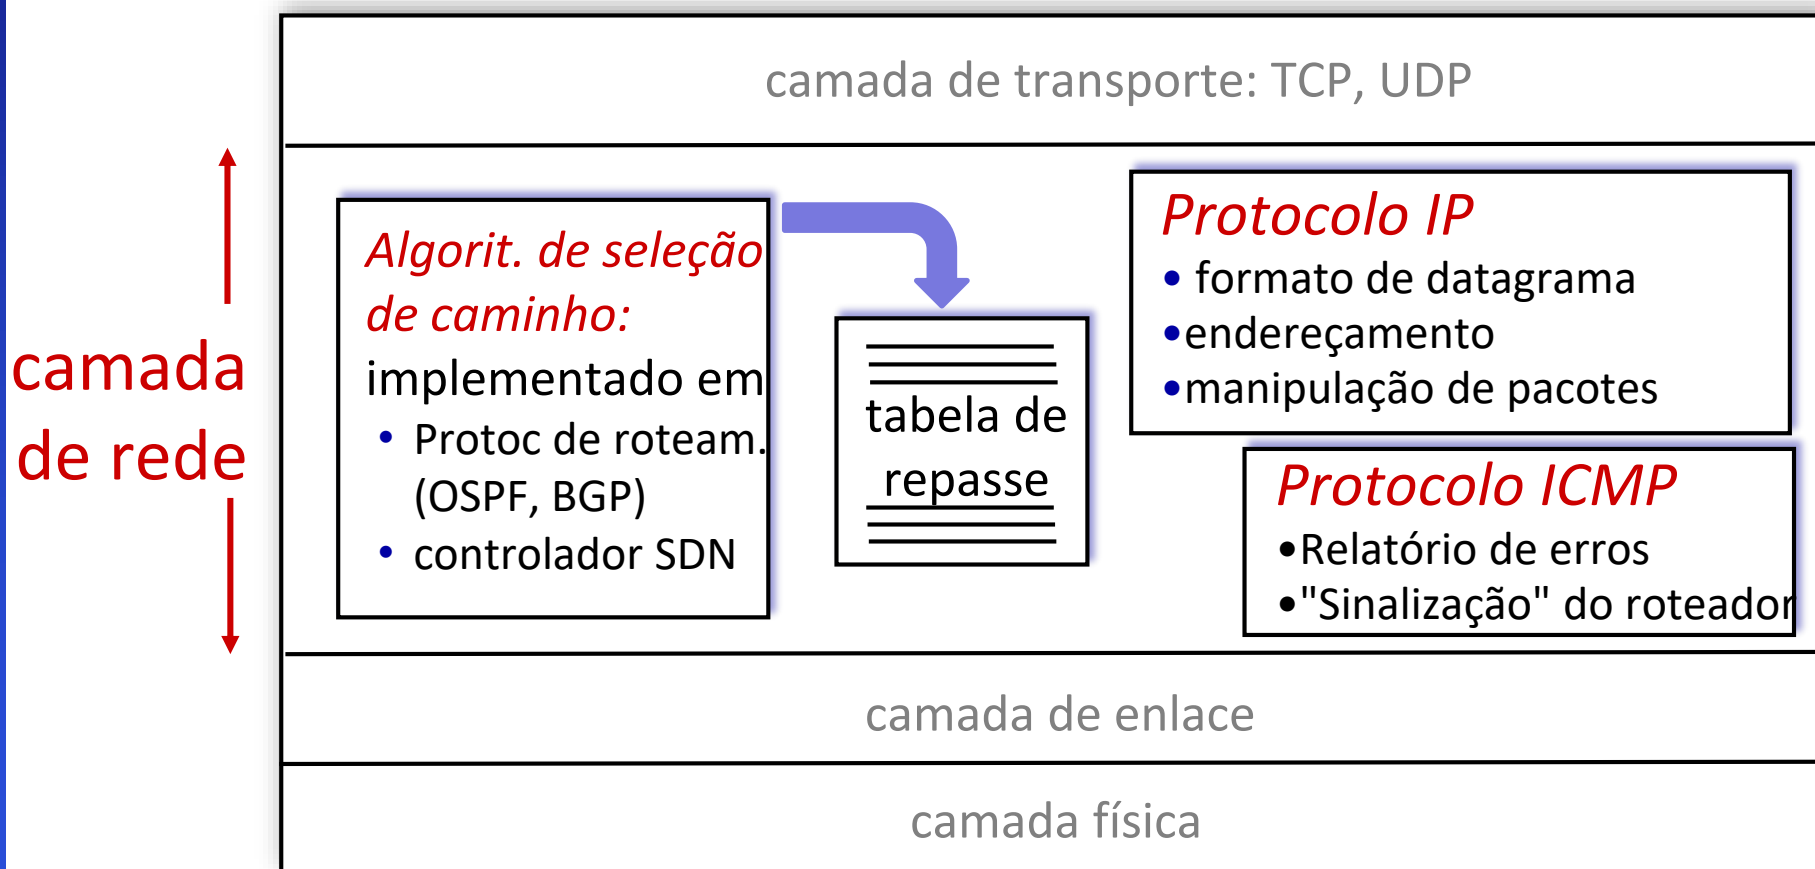 camada de transporte: TCP, UDP
camada
de rede
Algorit. de seleção
de caminho:
implementado em
• Protoc de roteam.
(OSPF, BGP)
• controlador SDN
tabela de
repasse
Protocolo IP
• formato de datagrama
•endereçamento
•manipulação de pacotes
Protocolo ICMP
•Relatório de erros
•"Sinalização" do roteador
camada de enlace
camada física